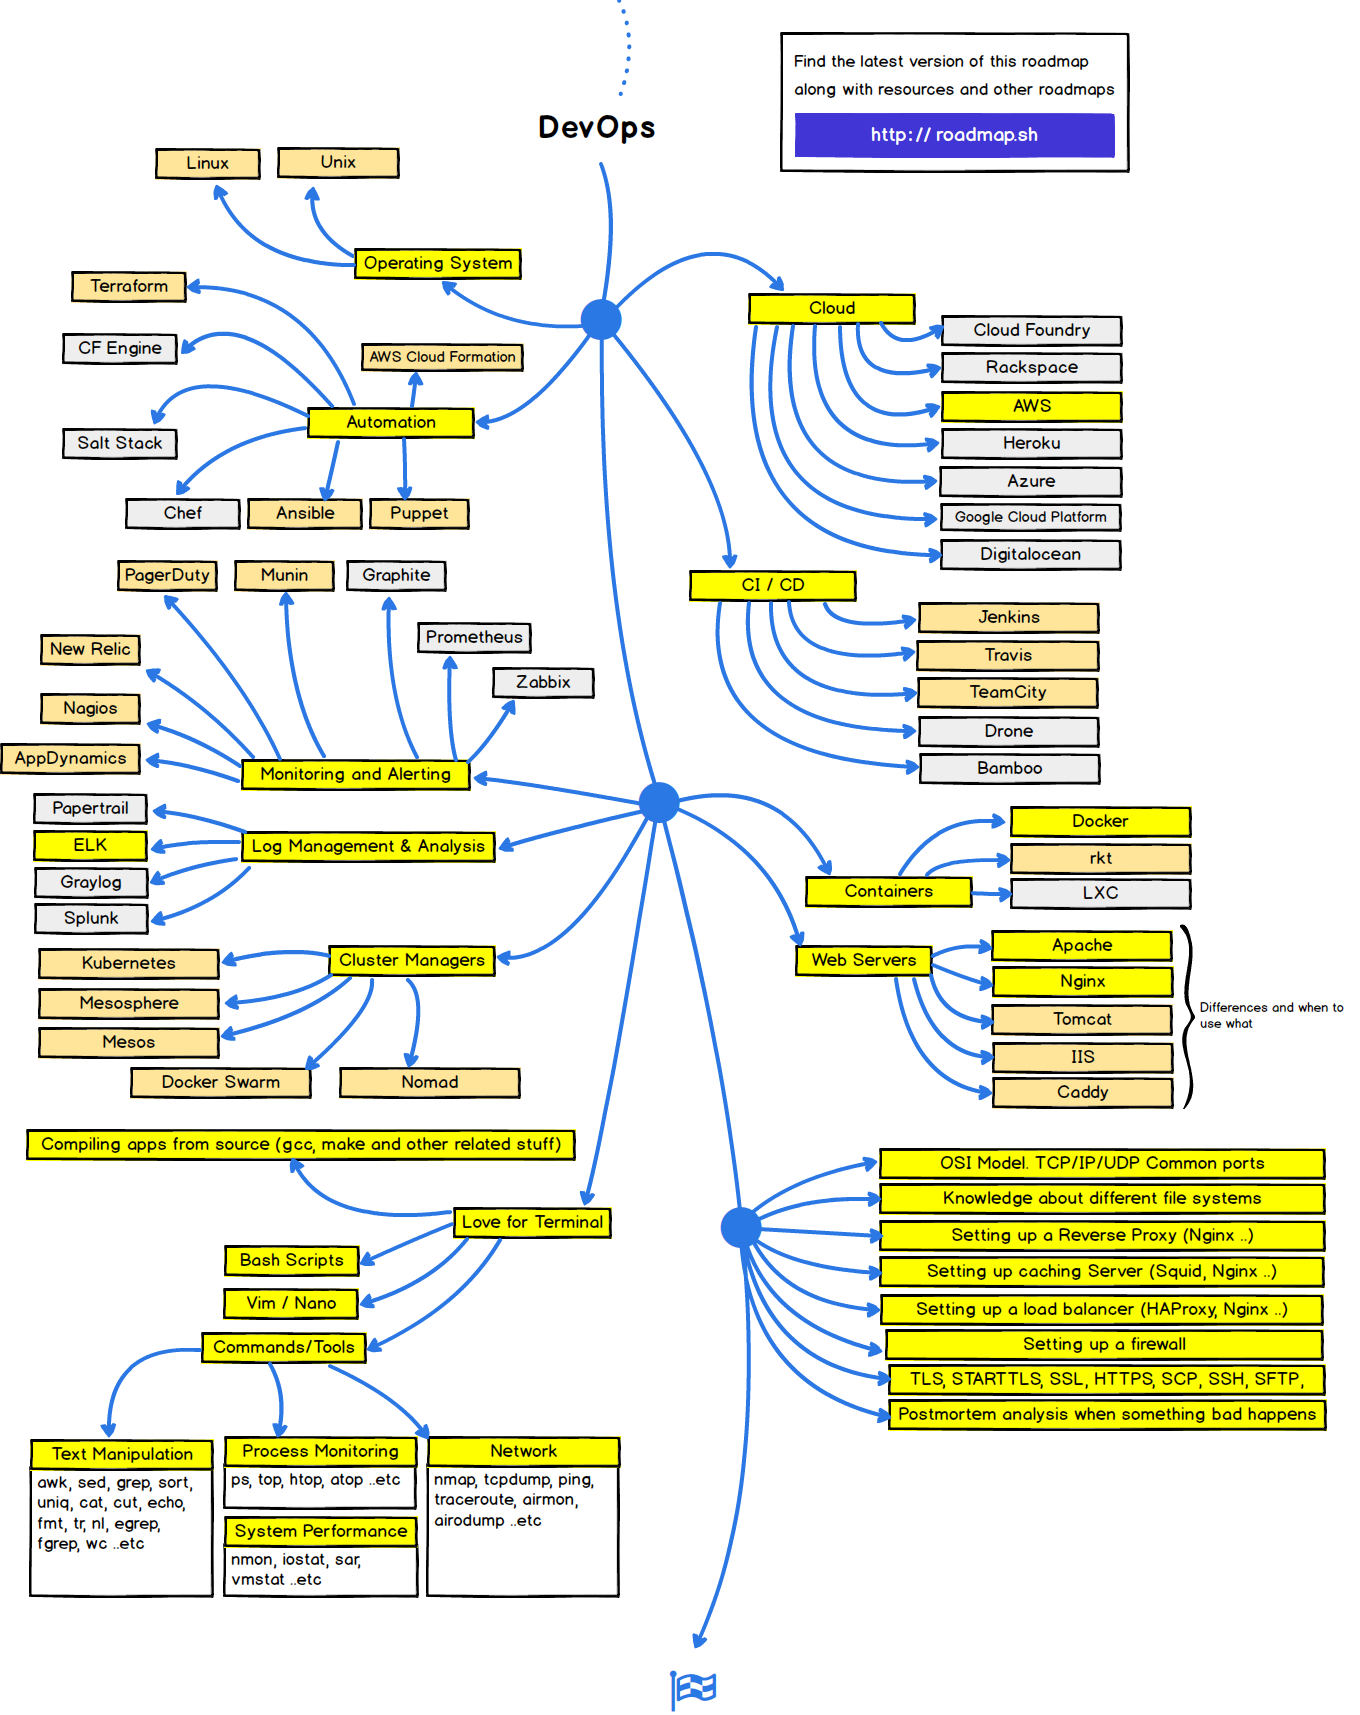 Find the latest version of this roadmap
along with resources and other roadmaps
http:// roadmap.sh
DevOps
Linux
Unix
Operating System
Terraform
CF Engine
AWS Cloud Formation
Automation
Salt Stack
Chef
Ansible
Puppet
Cloud
Cloud Foundry
Rackspace
AWS
Heroku
Azure
Google Cloud Platform
Digitalocean
CI / CD
Jenkins
Travis
TeamCity
Drone
Bamboo
PagerDuty
Munin
Graphite
Prometheus
Zabbix
New Relic
Nagios
AppDynamics
Monitoring and Alerting
Papertrail
ELK
Graylog
Splunk
Log Management & Analysis
Containers
Docker
rkt
LXC
Web Servers
Apache
Nginx
Tomcat
IIS
Caddy
Differences and when to
use what
Cluster Managers
Kubernetes
Mesosphere
Mesos
Docker Swarm
Nomad
Compiling apps from source (gcc, make and other related stuff)
Love for Terminal
Bash Scripts
Vim / Nano
Commands/Tools
OSI Model. TCP/IP/UDP Common ports
Knowledge about different file systems
Setting up a Reverse Proxy (Nginx ..)
Setting up caching Server (Squid, Nginx ..)
Setting up a load balancer (HAProxy, Nginx ..)
Setting up a firewall
TLS, STARTTLS, SSL, HTTPS, SCP, SSH, SFTP,
Postmortem analysis when something bad happens
Text Manipulation
awk, sed, grep, sort,
uniq, cat, cut, echo,
fmt, tr, nl, egrep,
fgrep, wc ..etc
Process Monitoring
ps, top, htop, atop ..etc
System Performance
nmon, iostat, sar,
vmstat ..etc
Network
nmap, tcpdump, ping,
traceroute, airmon,
airodump ..etc